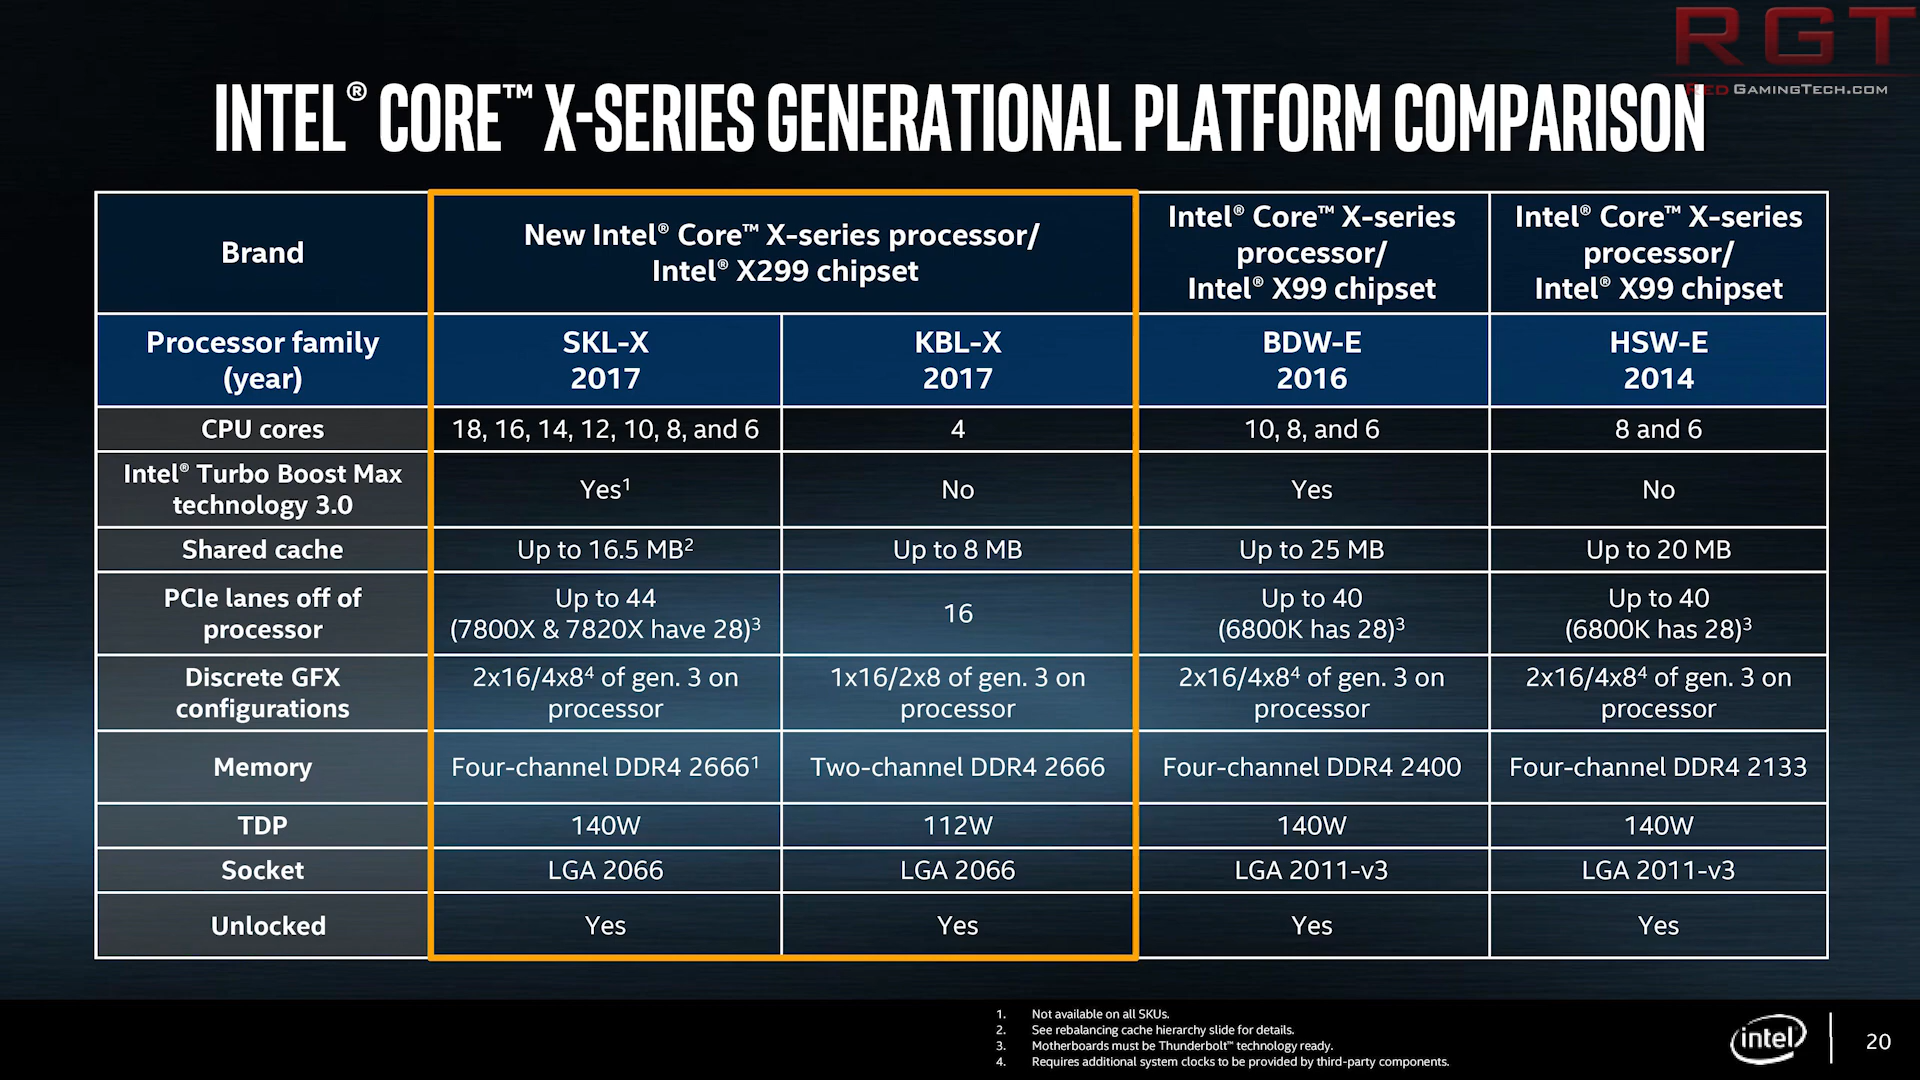 RGT
RED GAMINGTECH.COM
INTEL® CORE™ X-SERIES GENERATIONAL PLATFORM COMPARISON
Brand
New Intel® Core™ X-series processor/
Intel® X299 chipset
Intel® Core™ X-series
processor/
Intel® X99 chipset
Intel® Core™ X-series
processor/
Intel® X99 chipset
Processor family
(year)
SKL-X
2017
KBL-X
2017
BDW-E
2016
HSW-E
2014
CPU cores
18, 16, 14, 12, 10, 8, and 6
4
10, 8, and 6
8 and 6
Intel® Turbo Boost Max
technology 3.0
Yes¹
No
Yes
No
Shared cache
Up to 16.5 MB²
Up to 8 MB
Up to 25 MB
Up to 20 MB
PCIe lanes off of
processor
Up to 44
(7800X & 7820X have 28)³
16
Up to 40
(6800K has 28)³
Up to 40
(6800K has 28)³
Discrete GFX
configurations
2x16/4x8⁴ of gen. 3 on
processor
1x16/2x8 of gen. 3 on
processor
2x16/4x8⁴ of gen. 3 on
processor
2x16/4x8⁴ of gen. 3 on
processor
Memory
Four-channel DDR4 2666¹
Two-channel DDR4 2666
Four-channel DDR4 2400
Four-channel DDR4 2133
TDP
140W
112W
140W
140W
Socket
LGA 2066
LGA 2066
LGA 2011-v3
LGA 2011-v3
Unlocked
Yes
Yes
Yes
Yes
1. Not available on all SKUs.
2. See rebalancing cache hierarchy slide for details.
3. Motherboards must be Thunderbolt™ technology ready.
4. Requires additional system clocks to be provided by third-party components.
intel
20